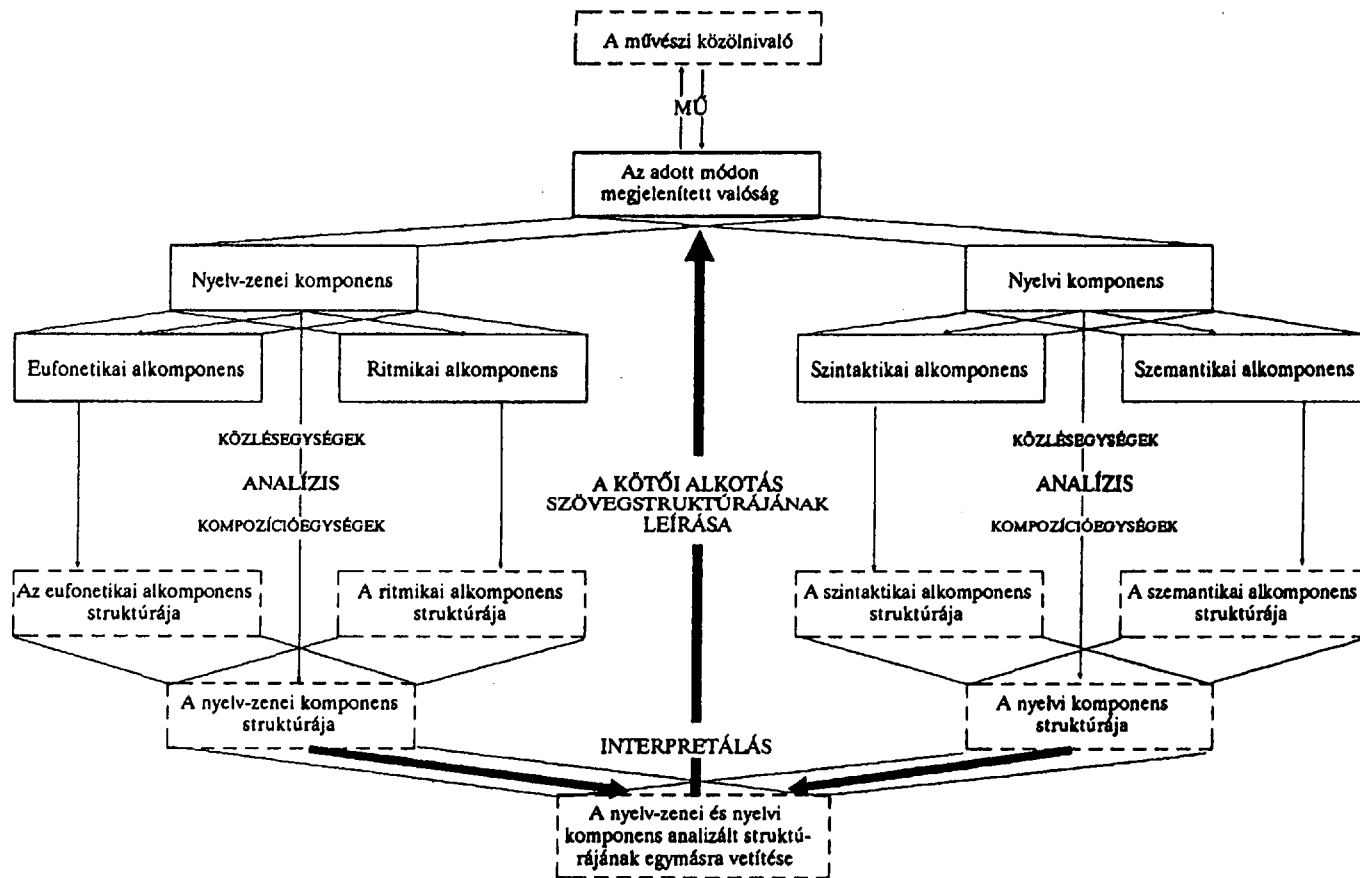 A művészi közölnivaló
MŰ
Az adott módon
megjelenített valóság
Nyelv-zenei komponens
Nyelvi komponens
Eufonetikai alkomponens
Ritmikai alkomponens
Szintaktikai alkomponens
Szemantikai alkomponens
KÖZLÉSEGYSÉGEK
KÖZLÉSEGYSÉGEK
ANALÍZIS
A KÖTŐI ALKOTÁS
SZÖVEGSTRUKTÚRÁJÁNAK
LEÍRÁSA
ANALÍZIS
KOMPOZÍCIÓEGYSÉGEK
KOMPOZÍCIÓEGYSÉGEK
Az eufonetikai alkomponens
struktúrája
A ritmikai alkomponens
struktúrája
A szintaktikai alkomponens
struktúrája
A szemantikai alkomponens
struktúrája
A nyelv-zenei komponens
struktúrája
A nyelvi komponens
struktúrája
INTERPRETÁLÁS
A nyelv-zenei és nyelvi
komponens analizált struktú-
rájának egymásra vetítése